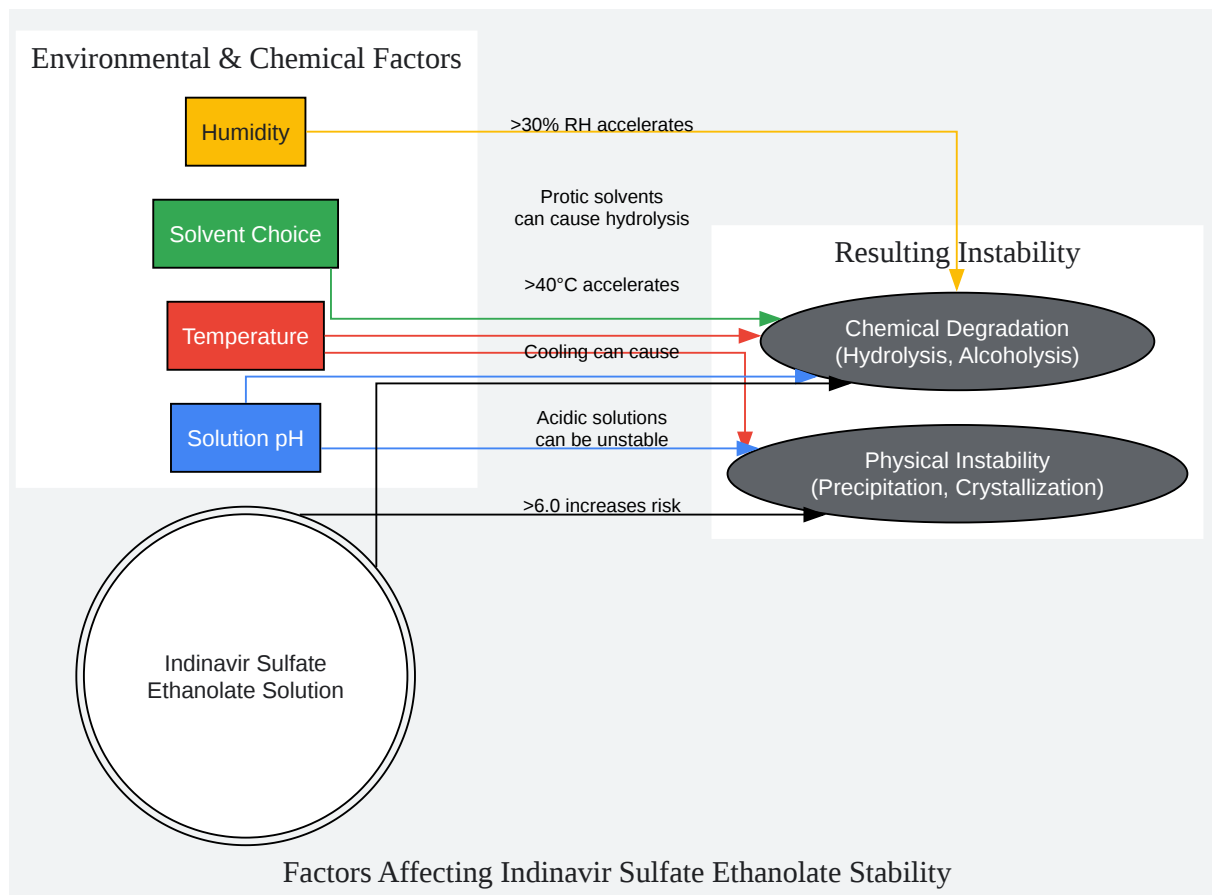 Environmental & Chemical Factors
Humidity
>30% RH accelerates
Solvent Choice
Protic solvents
can cause hydrolysis
Resulting Instability
>40°C accelerates
Temperature
Chemical Degradation
(Hydrolysis, Alcoholysis)
Cooling can cause
Solution pH
Acidic solutions
can be unstable
Physical Instability
(Precipitation, Crystallization)
>6.0 increases risk
Indinavir Sulfate
Ethanolate Solution
Factors Affecting Indinavir Sulfate Ethanolate Stability